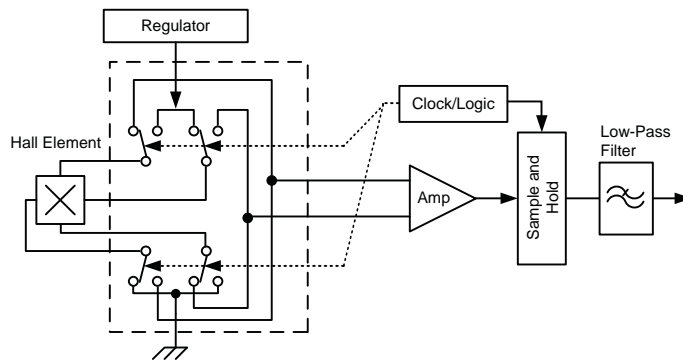 Regulator
Clock/Logic
Hall Element
Low-Pass
Filter
Amp
Sample and
Hold